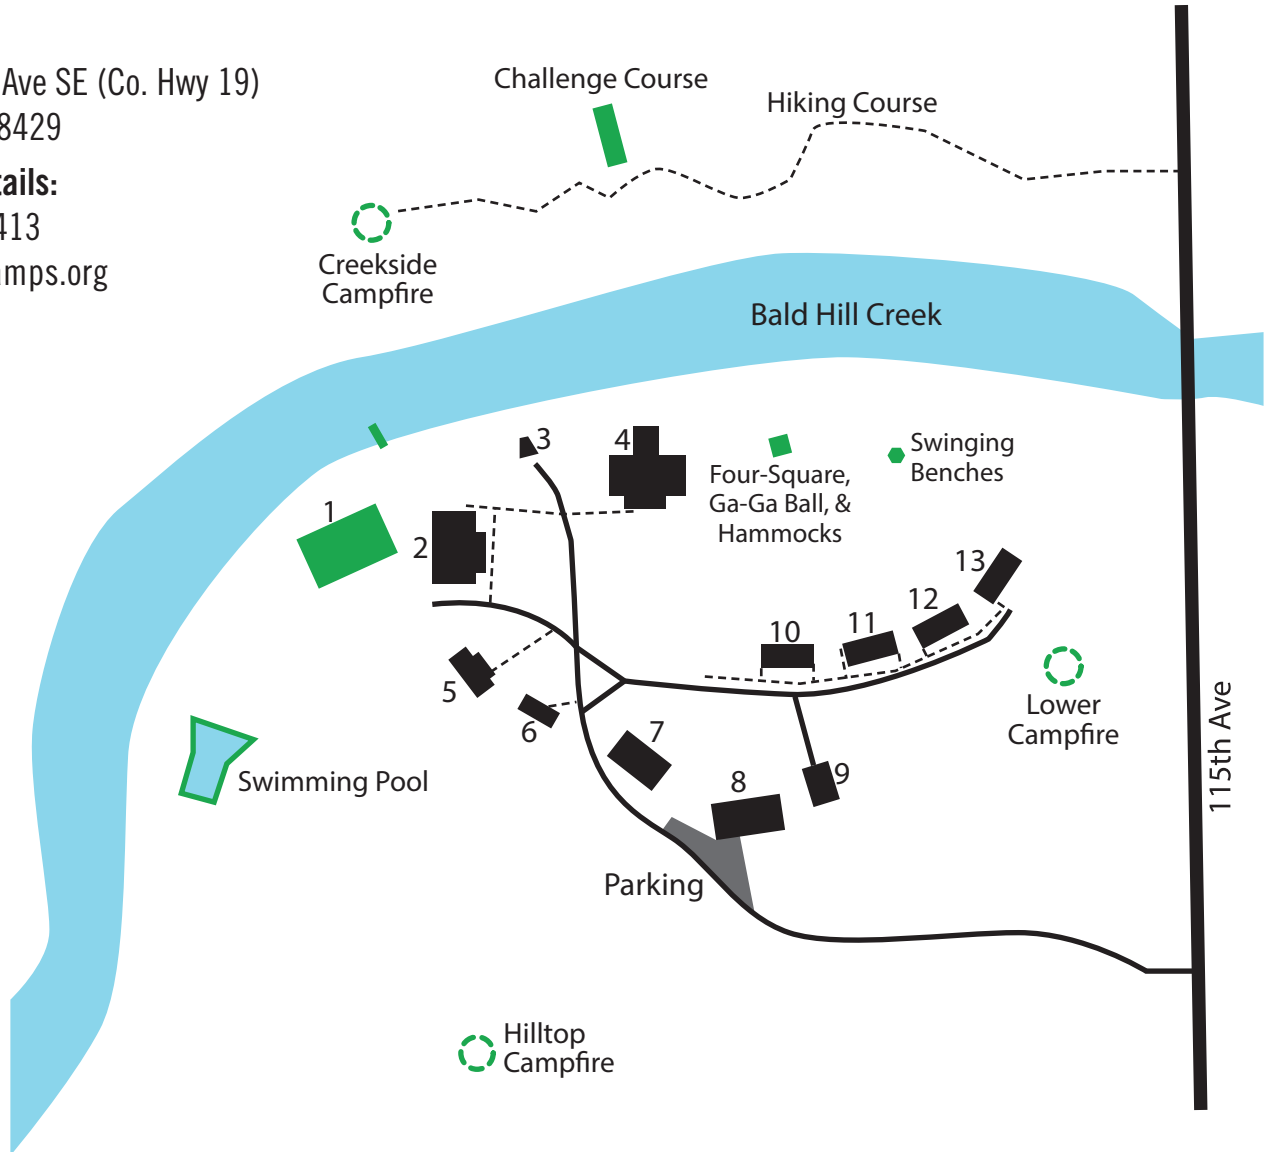 Ave SE (Co. Hwy 19)
8429
tails:
413
amps.org
Challenge Course
Hiking Course
Creekside
Campfire
Bald Hill Creek
3
4
Swinging
Benches
Four-Square,
Ga-Ga Ball, &
Hammocks
1
2
13
12
11
10
5
6
7
8
9
Lower
Campfire
115th Ave
Swimming Pool
Parking
Hilltop
Campfire